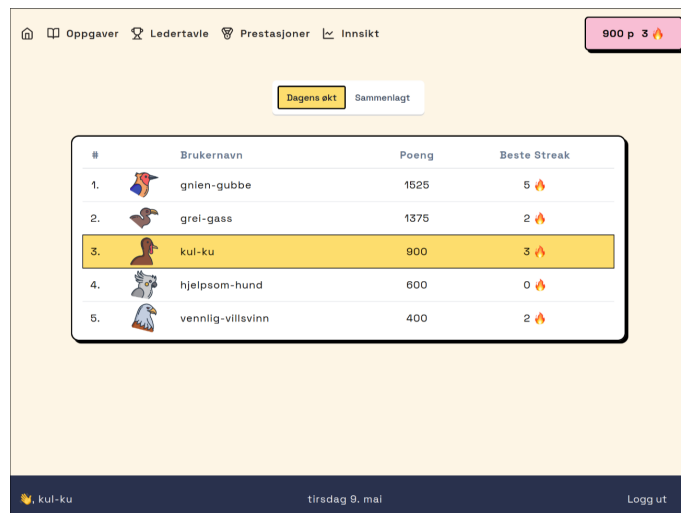 Oppgaver Ledertavle Prestasjoner Innsikt 900 p 3 🔥
Dagens økt Sammenlagt
# Brukernavn Poeng Beste Streak
1. gnien-gubbe 1525 5 🔥
2. grei-gass 1375 2 🔥
3. kul-ku 900 3 🔥
4. hjelpsom-hund 600 0 🔥
5. vennlig-villsvinn 400 2 🔥
👋, kul-ku tirsdag 9. mai Logg ut